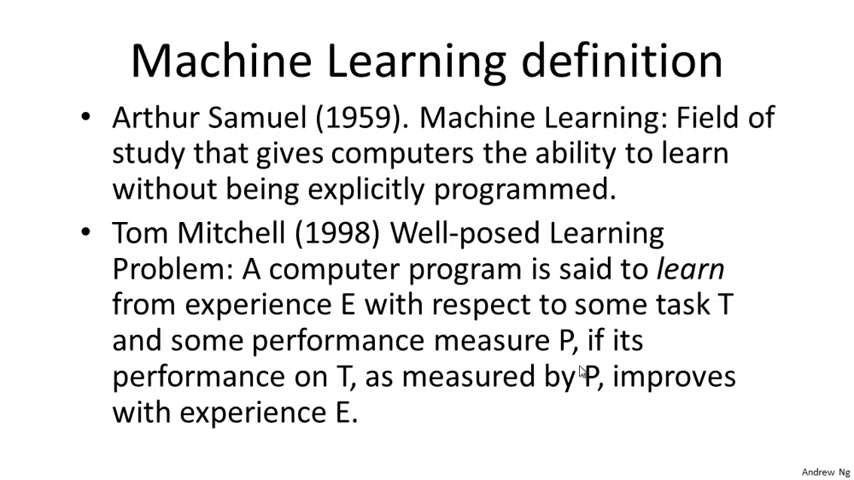 Machine Learning definition
• Arthur Samuel (1959). Machine Learning: Field of
study that gives computers the ability to learn
without being explicitly programmed.
• Tom Mitchell (1998) Well-posed Learning
Problem: A computer program is said to learn
from experience E with respect to some task T
and some performance measure P, if its
performance on T, as measured by P, improves
with experience E.
Andrew Ng